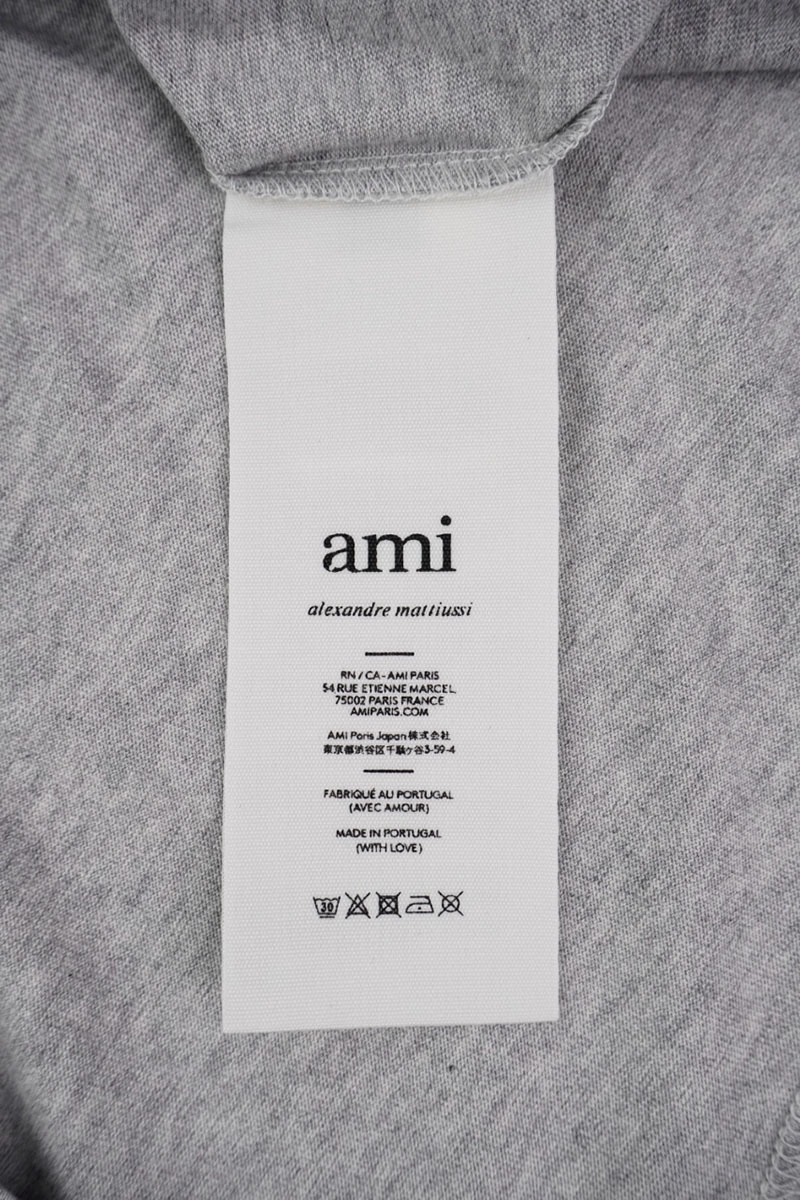 ami
alexandre mattiussi
RN / CA - AMI PARIS
54 RUE ETIENNE MARCEL
75002 PARIS FRANCE
AMIPARIS.COM
AMI Paris Japan株式会社
東京都渋谷区千駄ヶ谷3-59-4
FABRIQUÉ AU PORTUGAL
(AVEC AMOUR)
MADE IN PORTUGAL
(WITH LOVE)
30